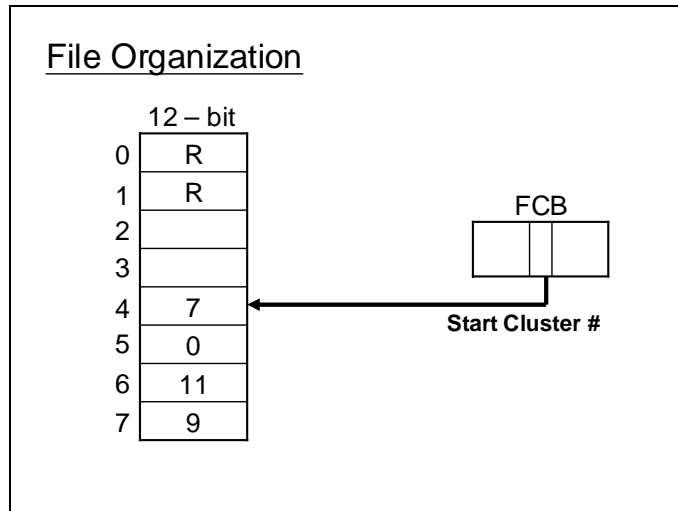 File Organization
12 – bit
0 R
1 R
FCB
2
3
4 7
Start Cluster #
5 0
6 11
7 9